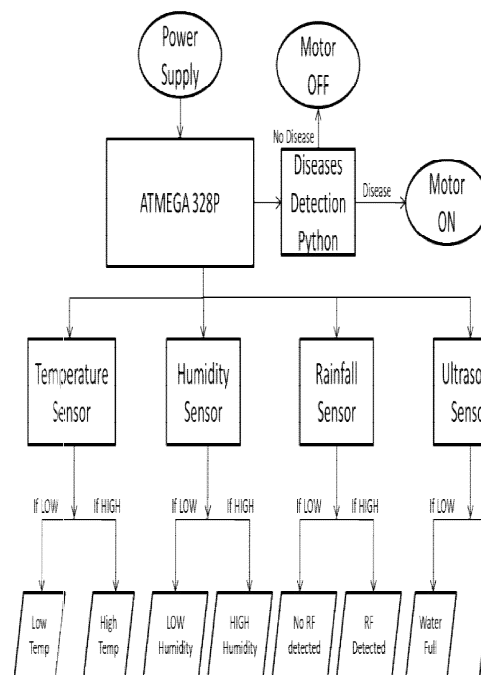 Power
Supply
Motor
OFF
No Disease
ATMEGA 328P
Diseases
Detection
Python
Disease
Motor
ON
Temperature
Sensor
Humidity
Sensor
Rainfall
Sensor
Ultraso
Senso
If LOW
If HIGH
If LOW
If HIGH
If LOW
If HIGH
If LOW
Low
Temp
High
Temp
LOW
Humidity
HIGH
Humidity
No RF
detected
RF
Detected
Water
Full